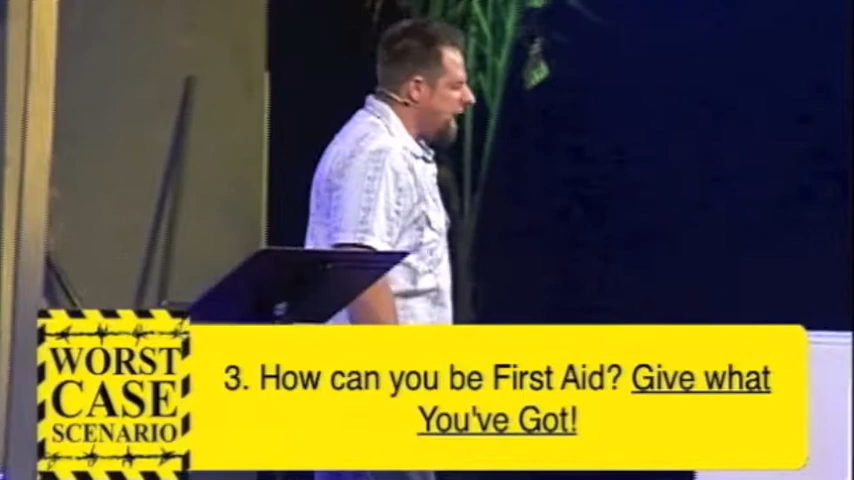 WORST
CASE
SCENARIO
3. How can you be First Aid? Give what
You've Got!